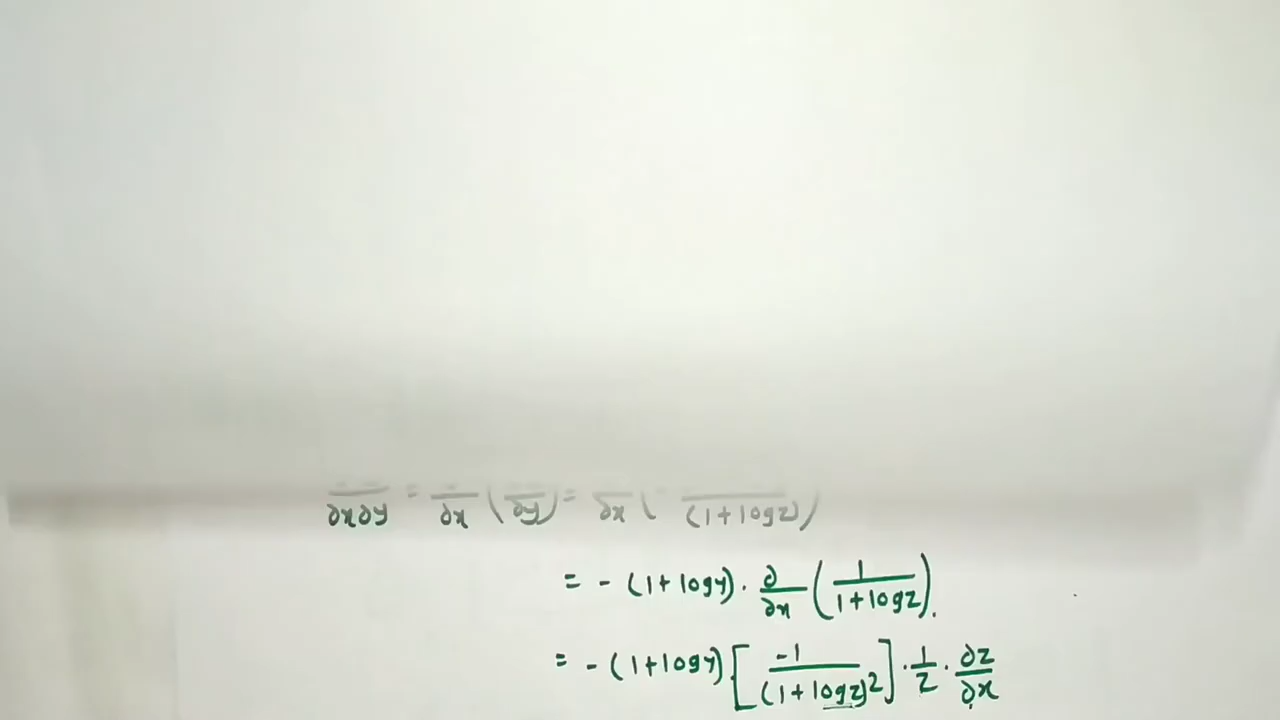 ∂x∂y = ∂x (∂y) = ∂x ( - (1+logz))
= - (1+logy) · ∂/∂x (1/(1+logz)).
= - (1+logy) [-1/(1+logz)²] · 1/z · ∂z/∂x